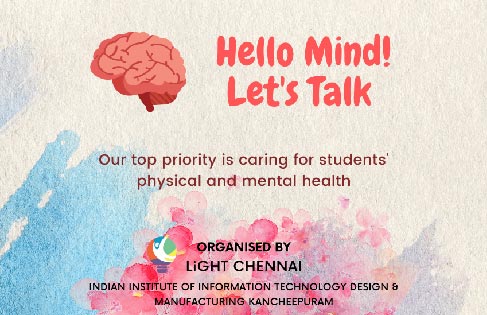 Hello Mind!
Let's Talk
Our top priority is caring for students'
physical and mental health
ORGANISED BY
LiGHT CHENNAI
INDIAN INSTITUTE OF INFORMATION TECHNOLOGY DESIGN &
MANUFACTURING KANCHEEPURAM